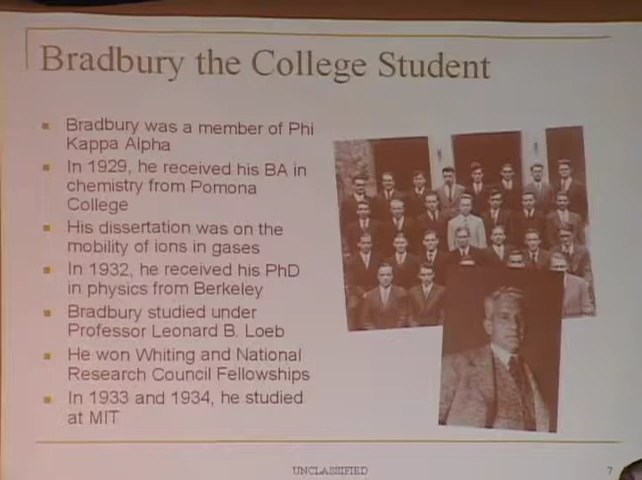 Bradbury the College Student
Bradbury was a member of Phi
Kappa Alpha
In 1929, he received his BA in
chemistry from Pomona
College
His dissertation was on the
mobility of ions in gases
In 1932, he received his PhD
in physics from Berkeley
Bradbury studied under
Professor Leonard B. Loeb
He won Whiting and National
Research Council Fellowships
In 1933 and 1934, he studied
at MIT
UNCLASSIFIED
7